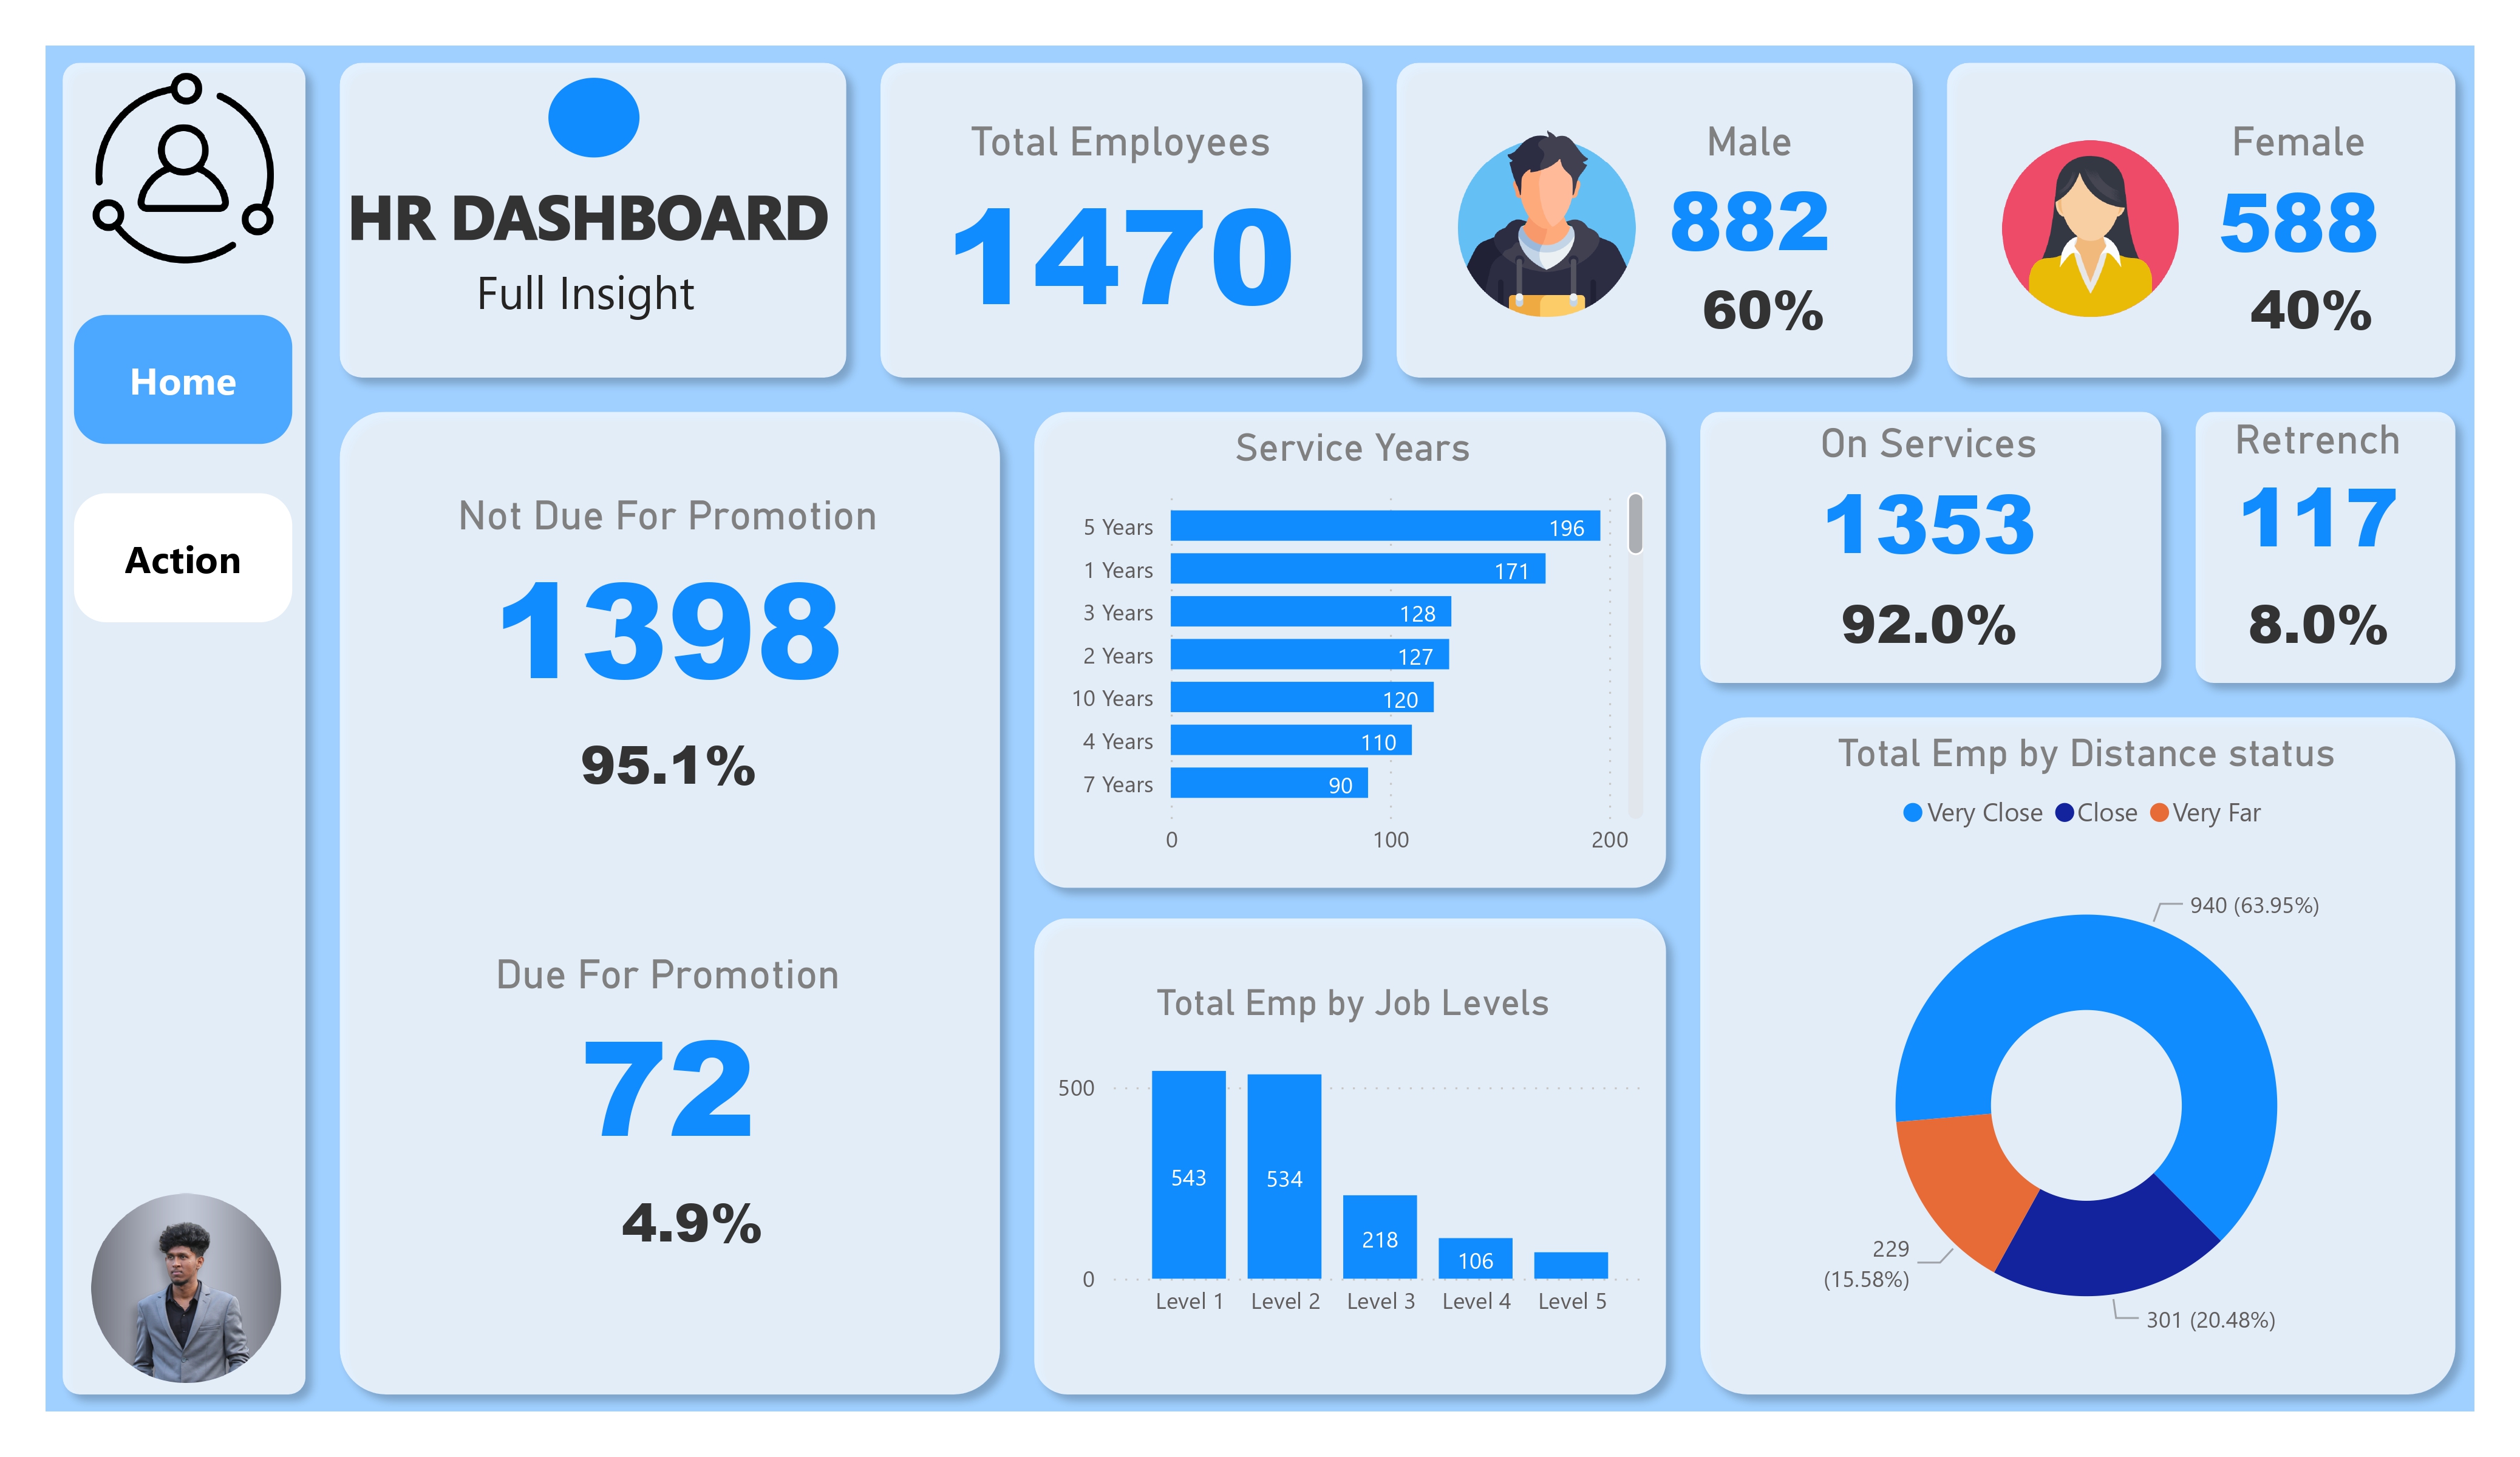 HR DASHBOARD
Full Insight
Total Employees
1470
Male
882
60%
Female
588
40%
Home
Action
Not Due For Promotion
1398
95.1%
Due For Promotion
72
4.9%
Service Years
5 Years 196
1 Years 171
3 Years 128
2 Years 127
10 Years 120
4 Years 110
7 Years 90
0 100 200
On Services
1353
92.0%
Retrench
117
8.0%
Total Emp by Job Levels
500
543 534 218 106
0
Level 1 Level 2 Level 3 Level 4 Level 5
Total Emp by Distance status
Very Close Close Very Far
940 (63.95%)
229
(15.58%)
301 (20.48%)